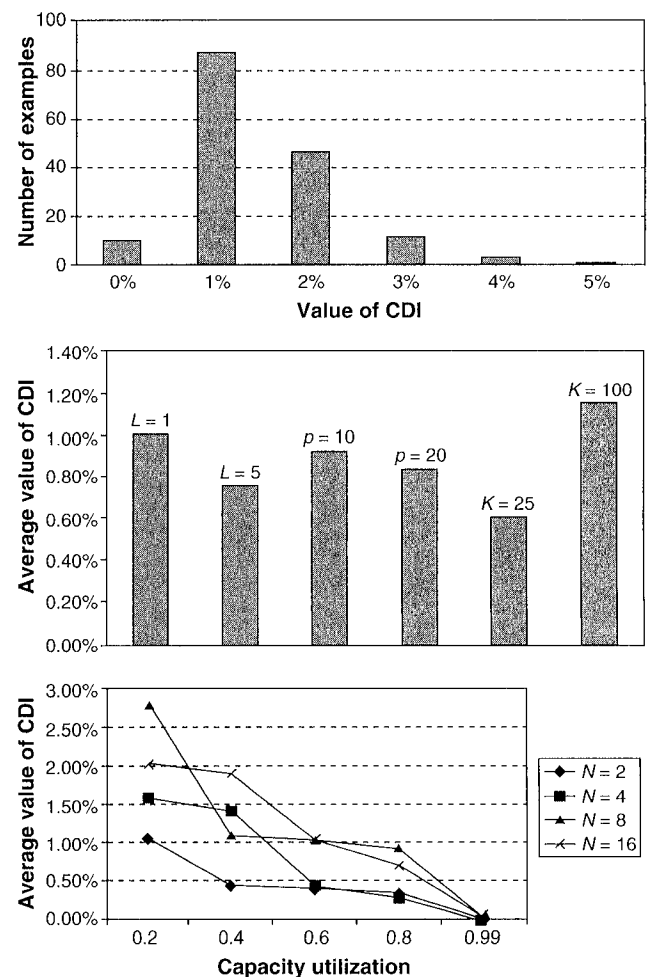 100
80
60
40
20
0
Number of examples
0% 1% 2% 3% 4% 5%
Value of CDI
1.40%
1.20%
1.00%
0.80%
0.60%
0.40%
0.20%
0.00%
Average value of CDI
L = 1
L = 5
p = 10
p = 20
K = 25
K = 100
3.00%
2.50%
2.00%
1.50%
1.00%
0.50%
0.00%
Average value of CDI
0.2 0.4 0.6 0.8 0.99
Capacity utilization
N = 2
N = 4
N = 8
N = 16